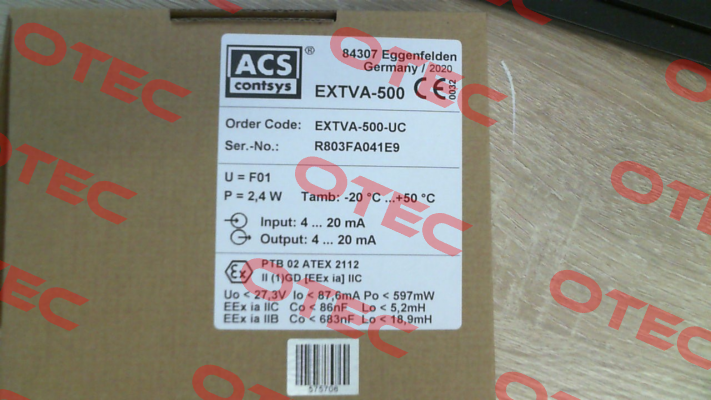 ACS
contsys
®
84307 Eggenfelden
Germany / 2020
EXTVA-500
CE
0032
Order Code: EXTVA-500-UC
Ser.-No.: R803FA041E9
U = F01
P = 2,4 W Tamb: -20 °C ...+50 °C
Input: 4 ... 20 mA
Output: 4 ... 20 mA
Ex
PTB 02 ATEX 2112
II (1)GD [EEx ia] IIC
Uo < 27,3V Io < 87,6mA Po < 597mW
EEx ia IIC Co < 86nF Lo < 5,2mH
EEx ia IIB Co < 683nF Lo < 18,9mH
575708
OTEC
OTEC
OTEC
OTEC
OTEC
OTEC
OTEC
OTEC